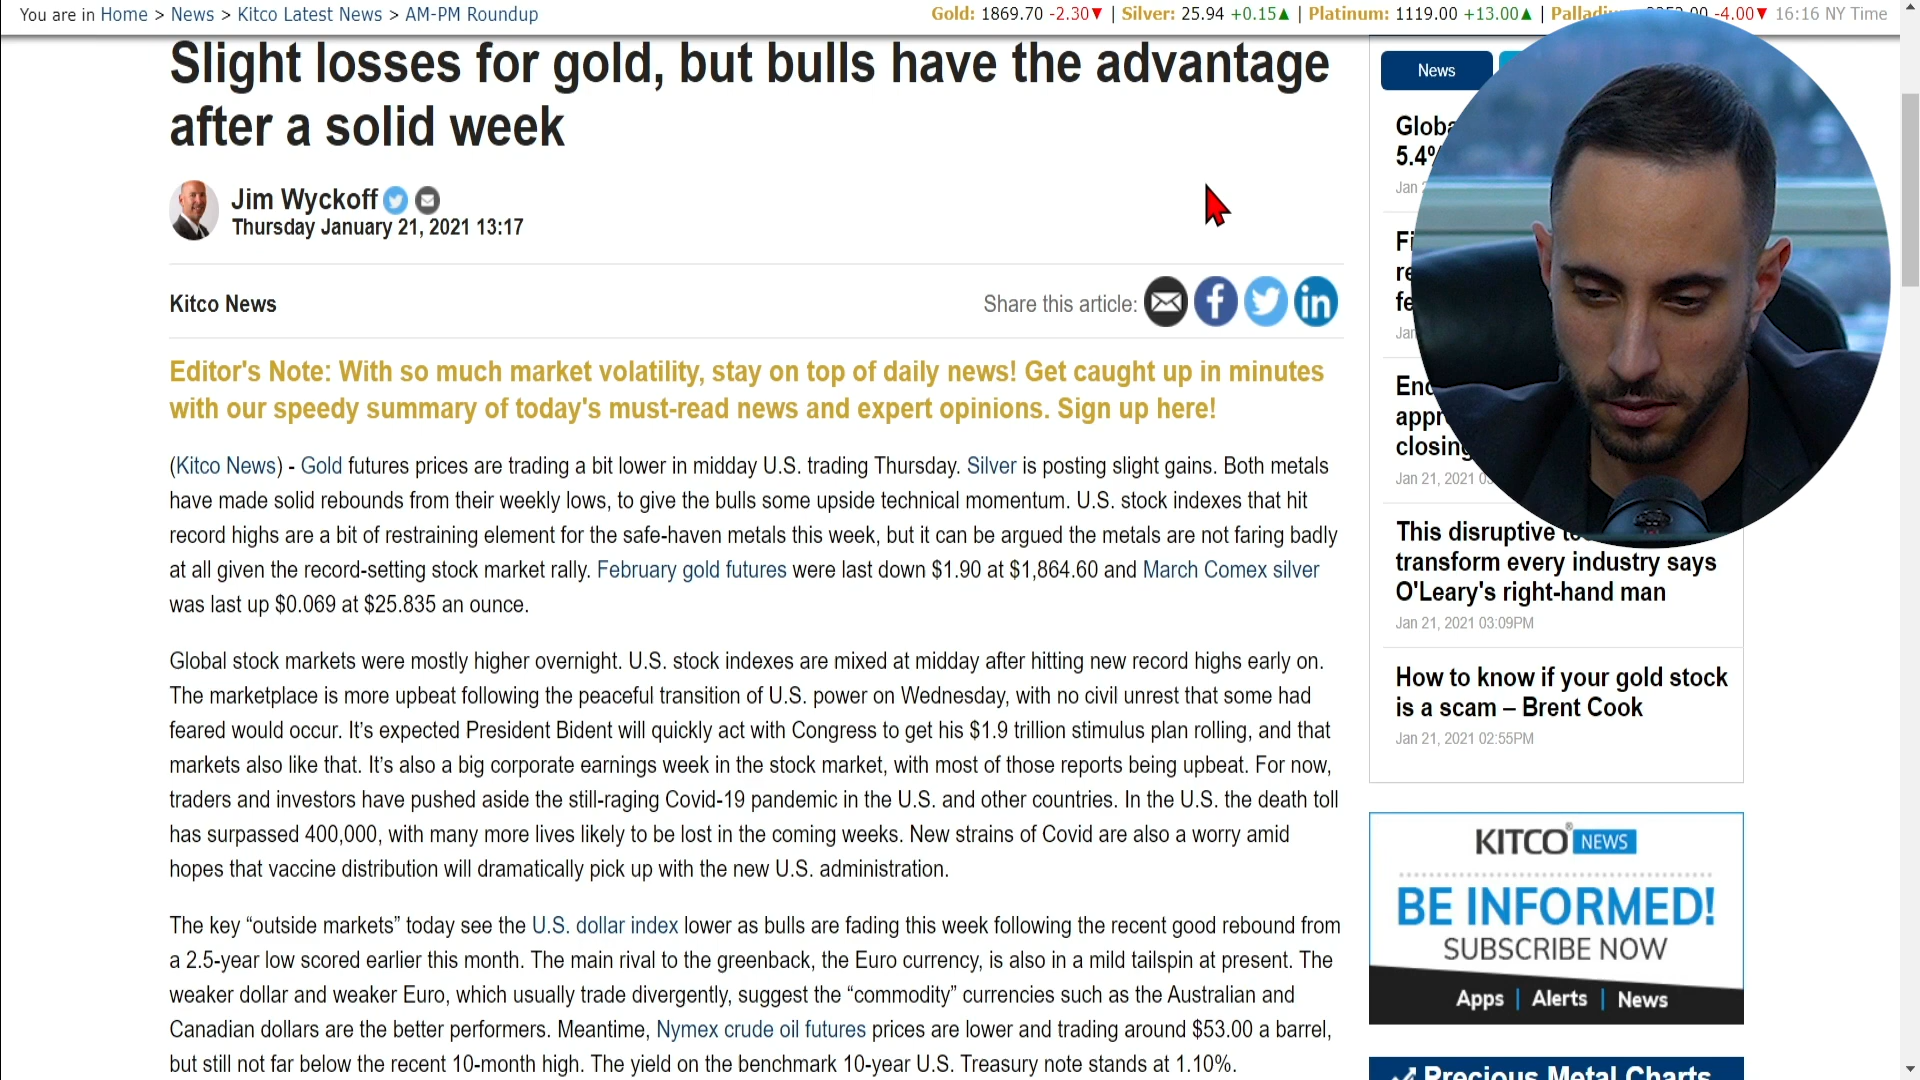 You are in Home > News > Kitco Latest News > AM-PM Roundup
Gold: 1869.70 -2.30▼ | Silver: 25.94 +0.15▲ | Platinum: 1119.00 +13.00▲ | -4.00▼ 16:16 NY Time
Slight losses for gold, but bulls have the advantage
after a solid week
Jim Wyckoff
Thursday January 21, 2021 13:17
Kitco News
Share this article:
Editor's Note: With so much market volatility, stay on top of daily news! Get caught up in minutes
with our speedy summary of today's must-read news and expert opinions. Sign up here!
(Kitco News) - Gold futures prices are trading a bit lower in midday U.S. trading Thursday. Silver is posting slight gains. Both metals
have made solid rebounds from their weekly lows, to give the bulls some upside technical momentum. U.S. stock indexes that hit
record highs are a bit of restraining element for the safe-haven metals this week, but it can be argued the metals are not faring badly
at all given the record-setting stock market rally. February gold futures were last down $1.90 at $1,864.60 and March Comex silver
was last up $0.069 at $25.835 an ounce.
Global stock markets were mostly higher overnight. U.S. stock indexes are mixed at midday after hitting new record highs early on.
The marketplace is more upbeat following the peaceful transition of U.S. power on Wednesday, with no civil unrest that some had
feared would occur. It’s expected President Bident will quickly act with Congress to get his $1.9 trillion stimulus plan rolling, and that
markets also like that. It’s also a big corporate earnings week in the stock market, with most of those reports being upbeat. For now,
traders and investors have pushed aside the still-raging Covid-19 pandemic in the U.S. and other countries. In the U.S. the death toll
has surpassed 400,000, with many more lives likely to be lost in the coming weeks. New strains of Covid are also a worry amid
hopes that vaccine distribution will dramatically pick up with the new U.S. administration.
The key “outside markets” today see the U.S. dollar index lower as bulls are fading this week following the recent good rebound from
a 2.5-year low scored earlier this month. The main rival to the greenback, the Euro currency, is also in a mild tailspin at present. The
weaker dollar and weaker Euro, which usually trade divergently, suggest the “commodity” currencies such as the Australian and
Canadian dollars are the better performers. Meantime, Nymex crude oil futures prices are lower and trading around $53.00 a barrel,
but still not far below the recent 10-month high. The yield on the benchmark 10-year U.S. Treasury note stands at 1.10%.
News
5.4%
Jan
Jan
closing
Jan 21, 2021
This disruptive
transform every industry says
O'Leary's right-hand man
Jan 21, 2021 03:09PM
How to know if your gold stock
is a scam – Brent Cook
Jan 21, 2021 02:55PM
KITCO® NEWS
BE INFORMED!
SUBSCRIBE NOW
Apps | Alerts | News
Precious Metal Charts